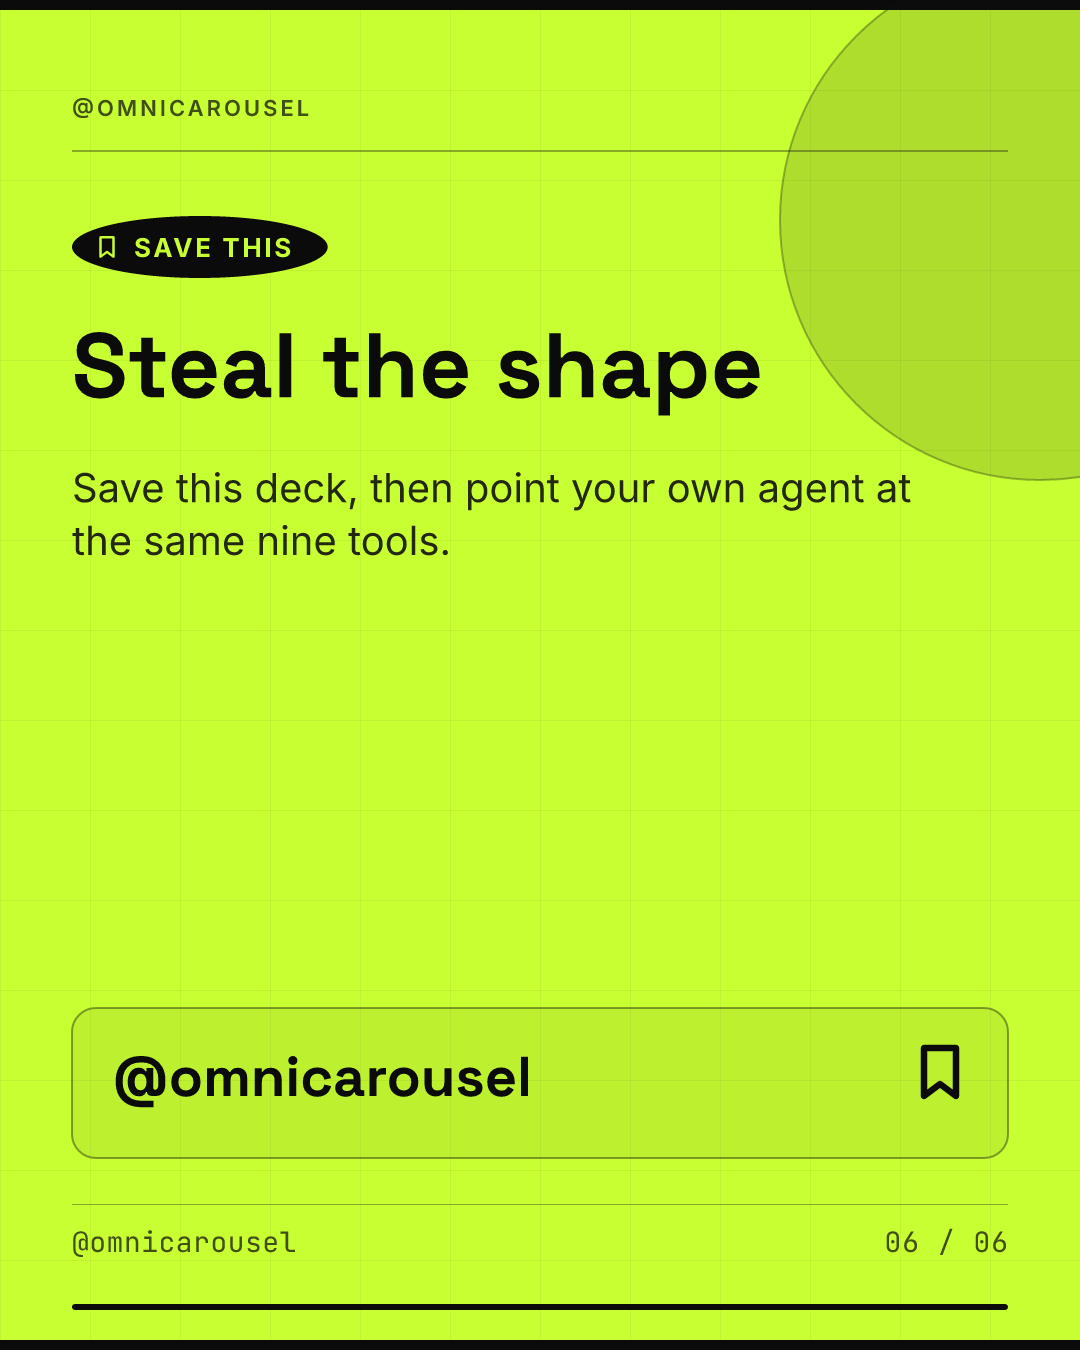 @OMNICAROUSEL
SAVE THIS
Steal the shape
Save this deck, then point your own agent at
the same nine tools.
@omnicarousel
@omnicarousel
06 / 06